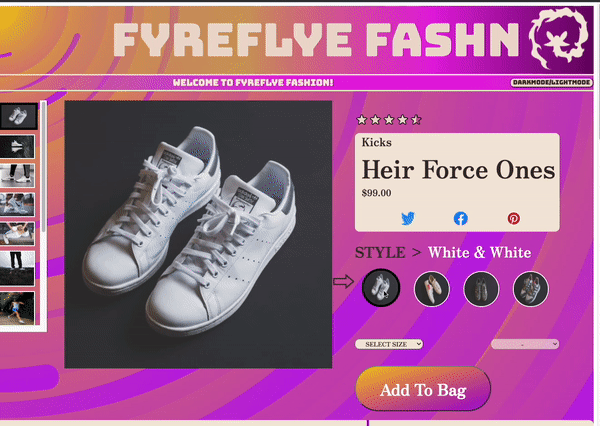 FYREFLYE FASHN
WELCOME TO FYREFLYE FASHION!
DARKMODE/LIGHTMODE
Kicks
Heir Force Ones
$99.00
STYLE > White & White
SELECT SIZE
-
Add To Bag